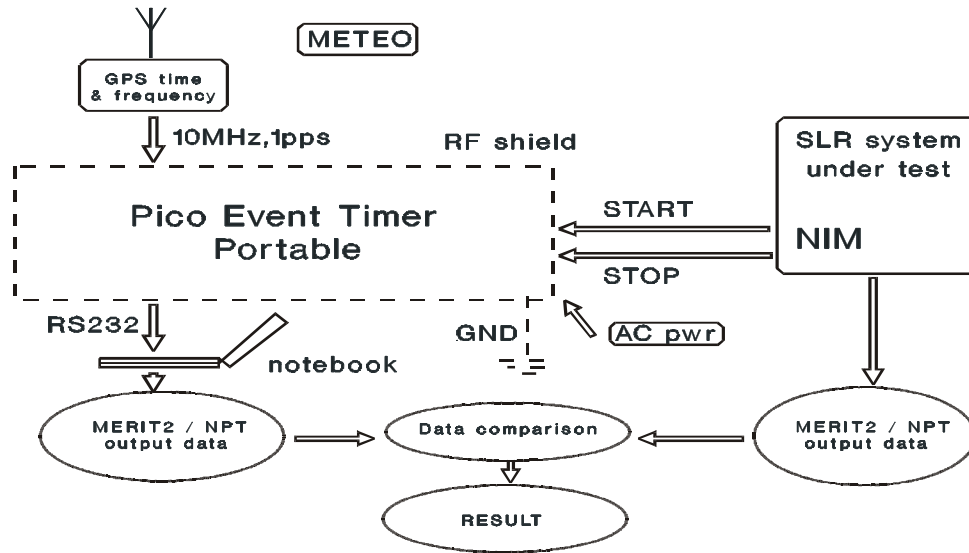 METEO
GPS time
& frequency
10MHz,1pps
RF shield
SLR system
under test
NIM
Pico Event Timer
Portable
START
STOP
RS232
GND
AC pwr
notebook
MERIT2 / NPT
output data
Data comparison
MERIT2 / NPT
output data
RESULT